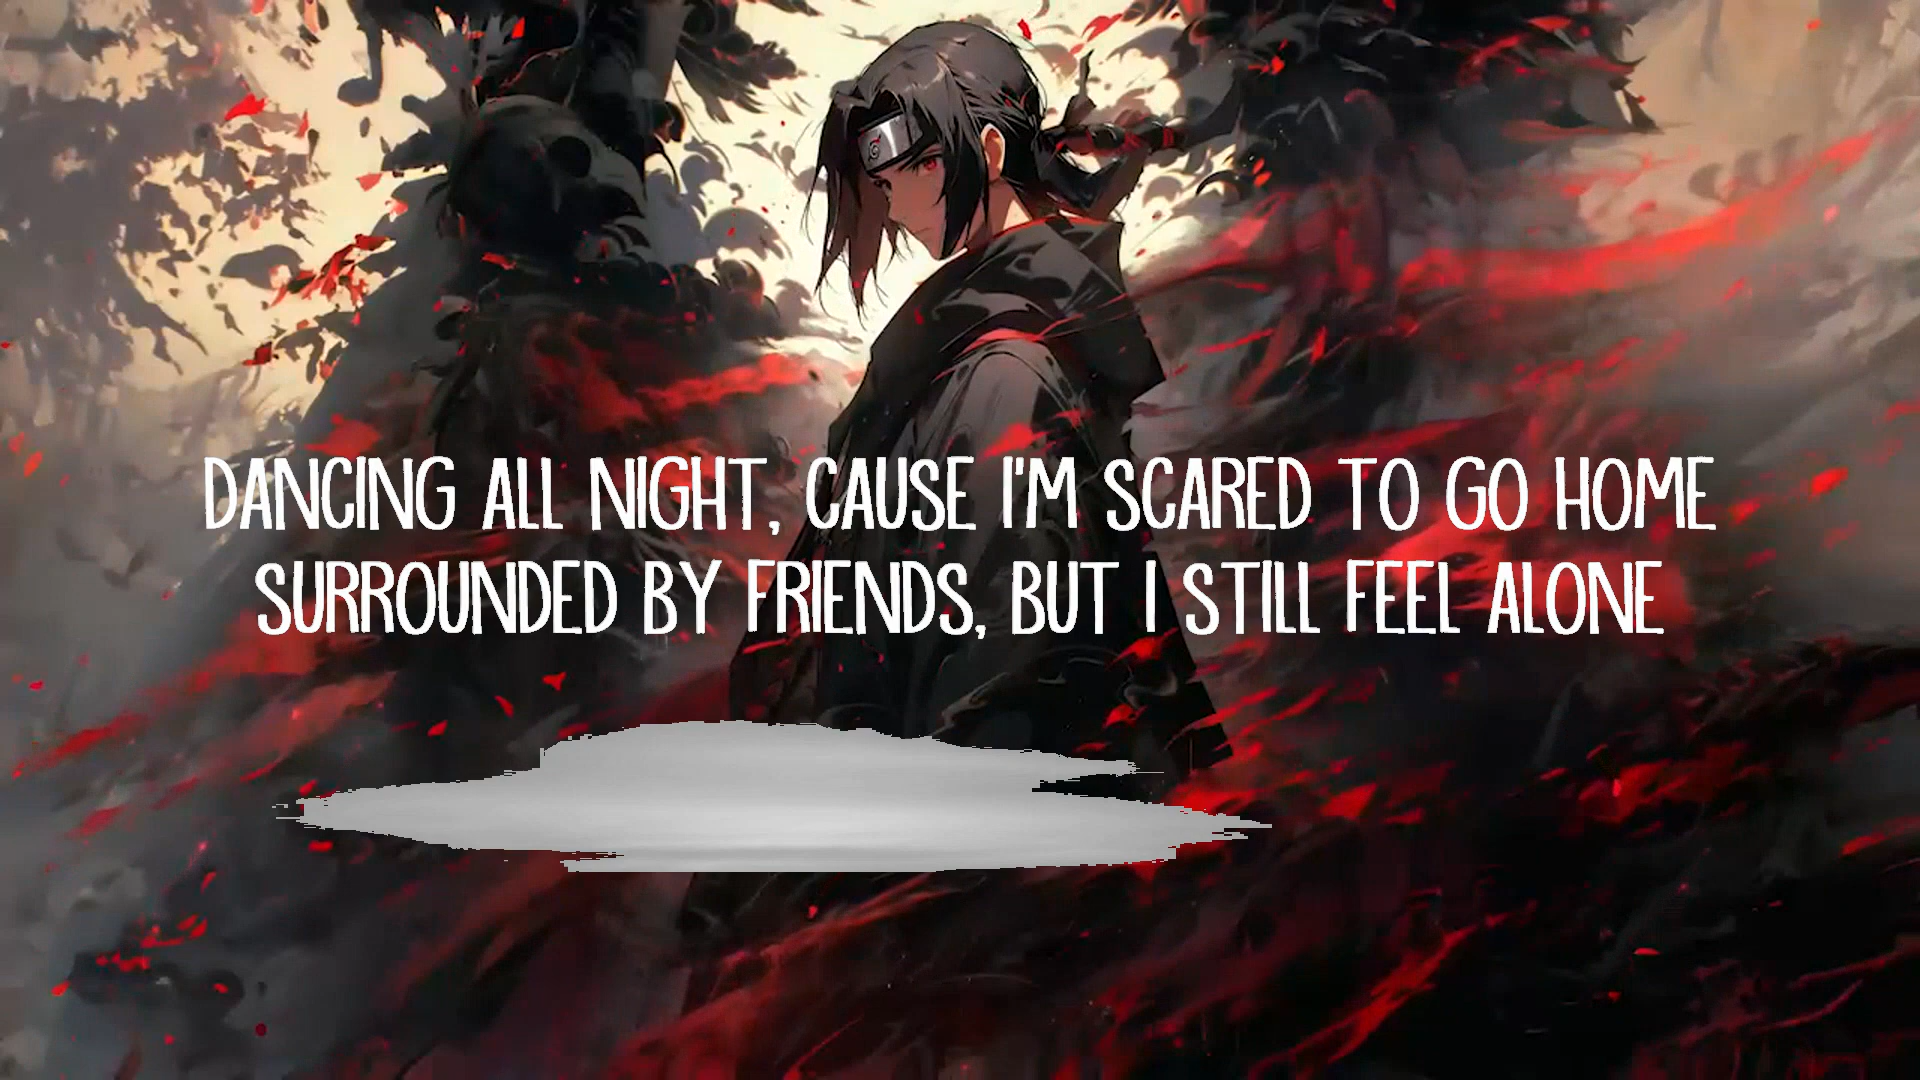 DANCING ALL NIGHT, CAUSE I'M SCARED TO GO HOME
SURROUNDED BY FRIENDS, BUT I STILL FEEL ALONE